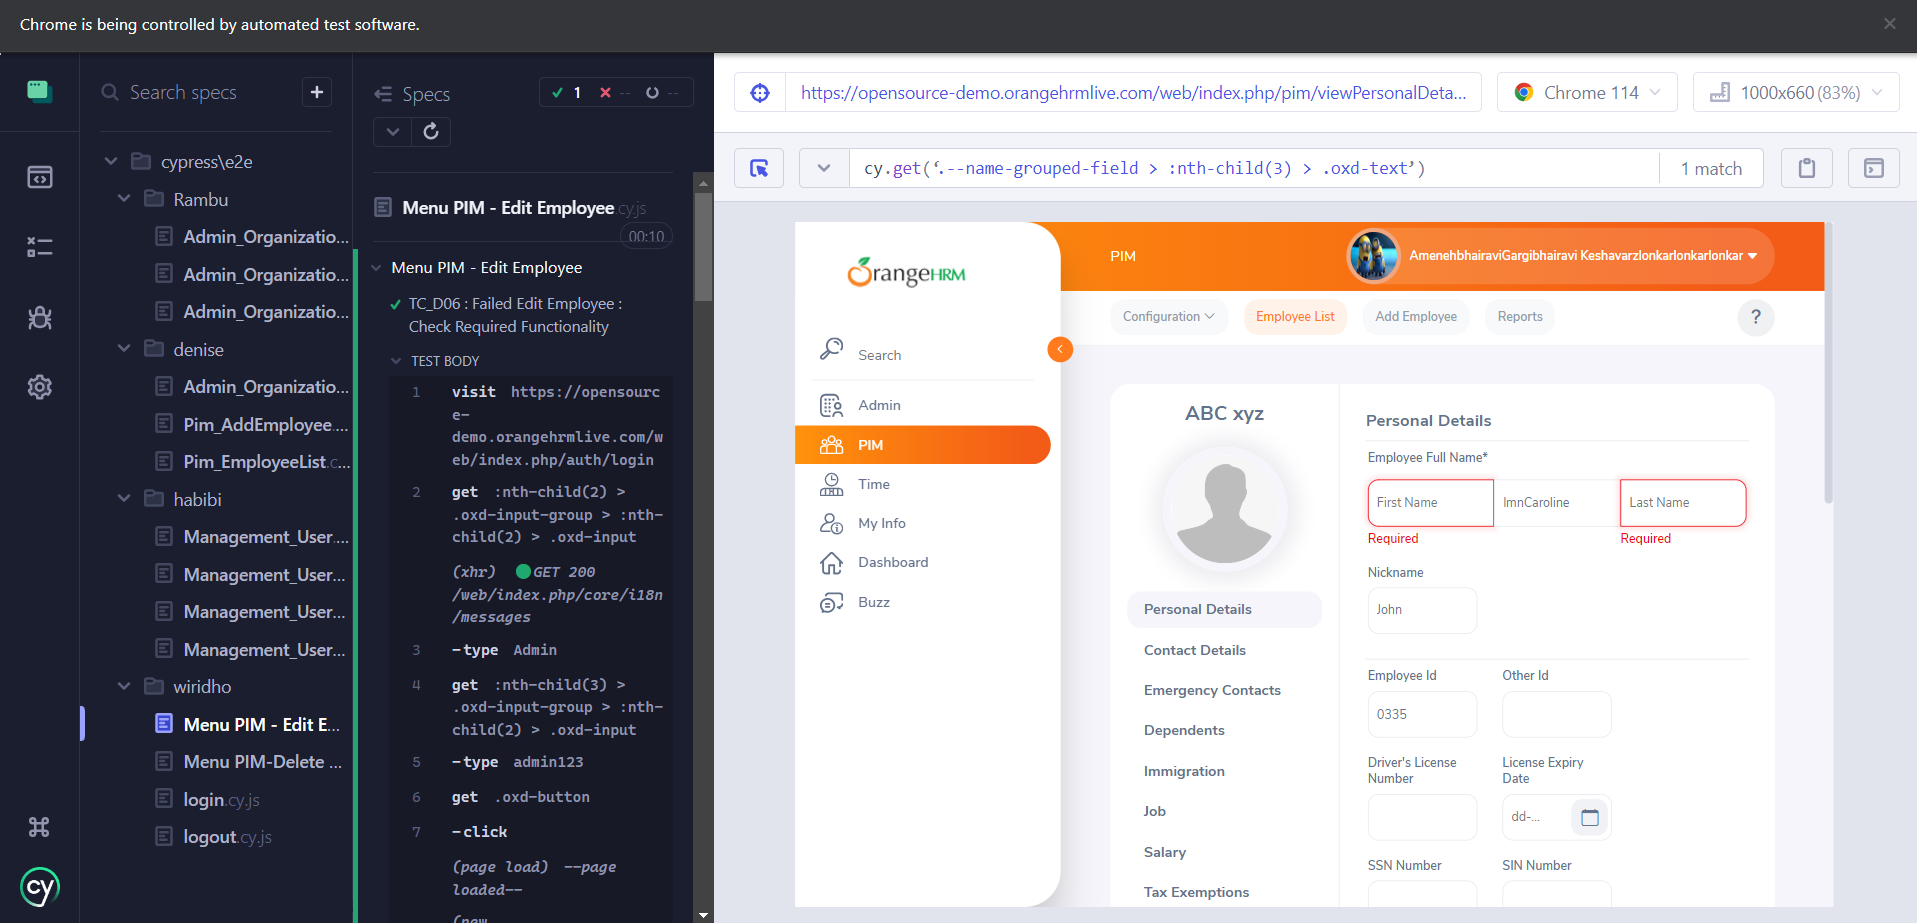 Chrome is being controlled by automated test software.
Search specs
+
cypress\e2e
Rambu
Admin_Organizatio...
Admin_Organizatio...
Admin_Organizatio...
denise
Admin_Organizatio...
Pim_AddEmployee....
Pim_EmployeeList.c...
habibi
Management_User....
Management_User...
Management_User...
Management_User...
wiridho
Menu PIM - Edit E...
Menu PIM-Delete ...
login.cy.js
logout.cy.js
cy
Specs
1 -- --
Menu PIM - Edit Employee.cy.js
00:10
Menu PIM - Edit Employee
TC_D06 : Failed Edit Employee :
Check Required Functionality
TEST BODY
1 visit https://opensourc
e-
demo.orangehrmlive.com/w
eb/index.php/auth/login
2 get :nth-child(2) >
.oxd-input-group > :nth-
child(2) > .oxd-input
(xhr) GET 200
/web/index.php/core/i18n
/messages
3 -type Admin
4 get :nth-child(3) >
.oxd-input-group > :nth-
child(2) > .oxd-input
5 -type admin123
6 get .oxd-button
7 -click
(page load) --page
loaded--
(new
https://opensource-demo.orangehrmlive.com/web/index.php/pim/viewPersonalDeta...
Chrome 114
1000x660 (83%)
cy.get(‘.--name-grouped-field > :nth-child(3) > .oxd-text’)
1 match
OrangeHRM
Search
Admin
PIM
Time
My Info
Dashboard
Buzz
PIM
AmenehbhairaviGargibhairavi Keshavarzlonkarlonkarlonkar
Configuration
Employee List
Add Employee
Reports
?
ABC xyz
Personal Details
Contact Details
Emergency Contacts
Dependents
Immigration
Job
Salary
Tax Exemptions
Personal Details
Employee Full Name*
First Name
lmnCaroline
Last Name
Required
Required
Nickname
John
Employee Id
Other Id
0335
Driver's License
Number
License Expiry
Date
dd-...
SSN Number
SIN Number